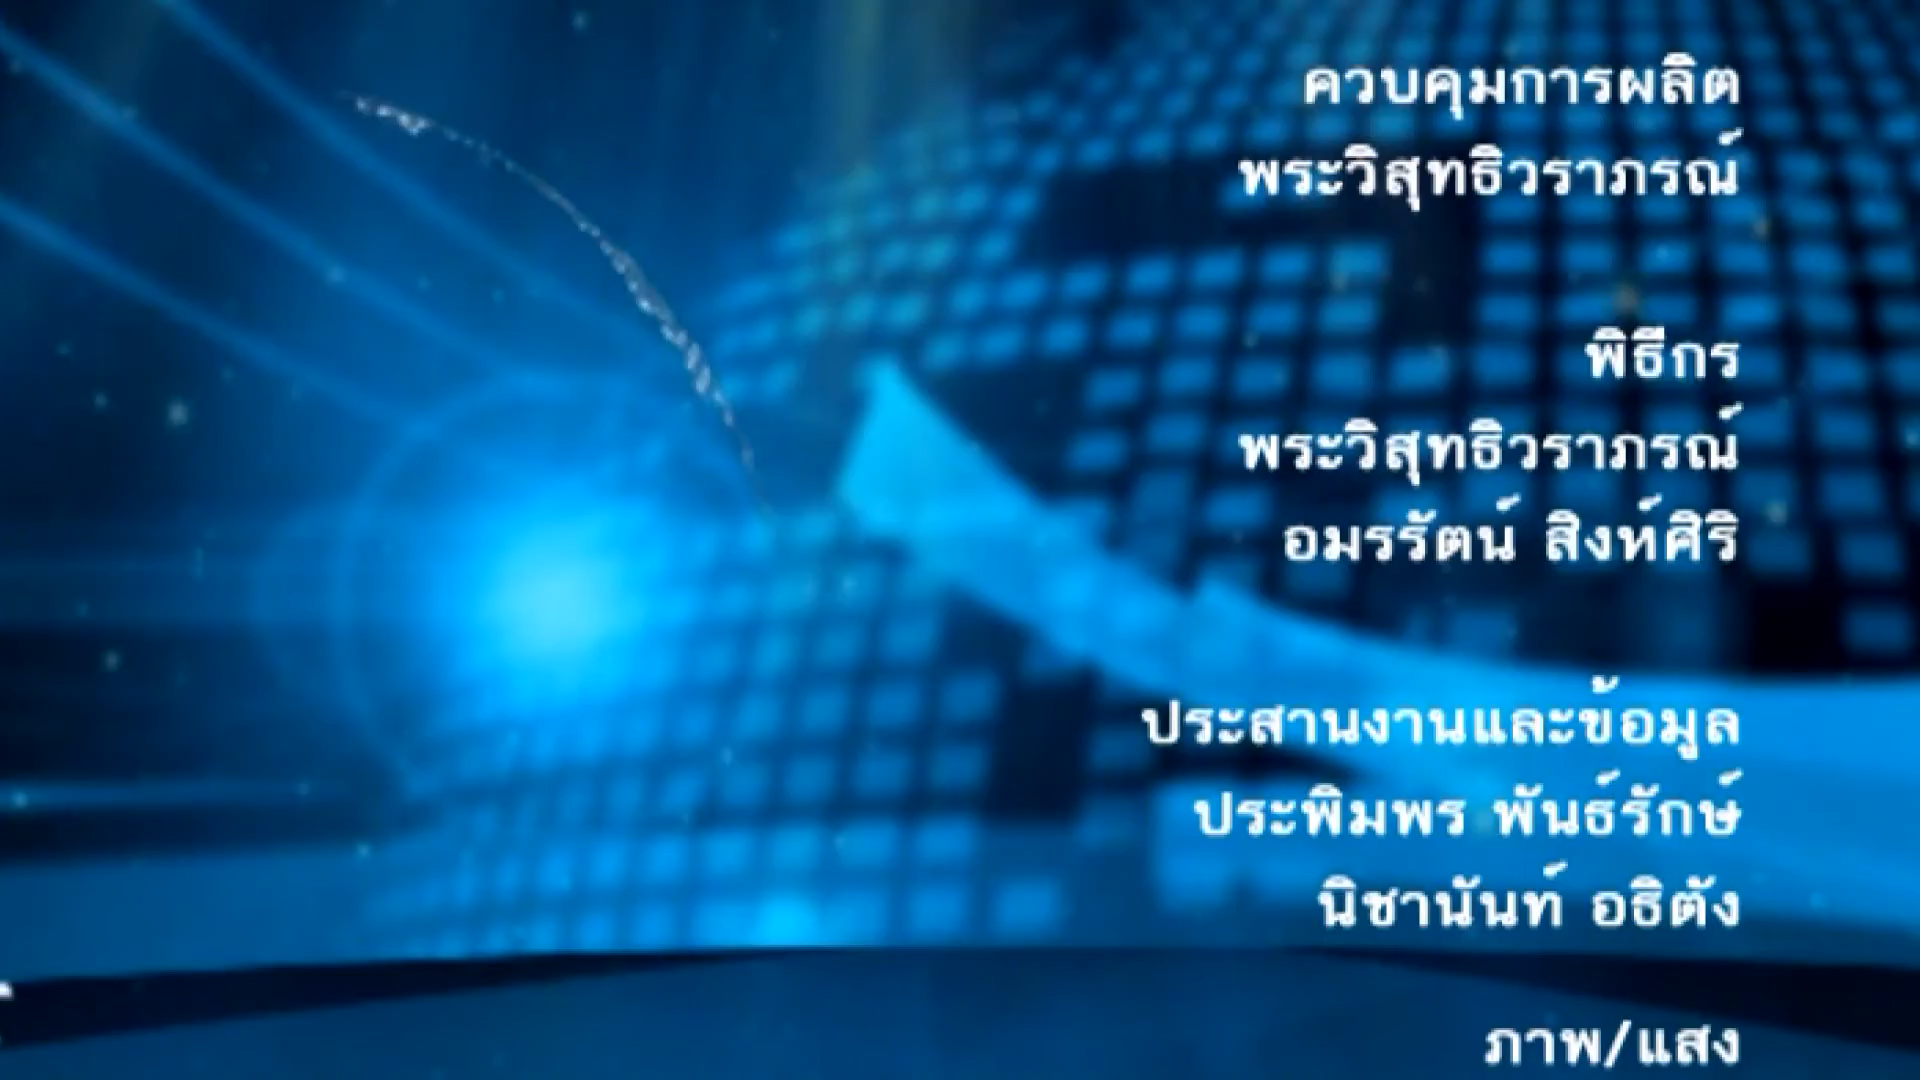 ควบคุมการผลิต
พระวิสุทธิวราภรณ์
พิธีกร
พระวิสุทธิวราภรณ์
อมรรัตน์ สิงห์ศิริ
ประสานงานและข้อมูล
ประพิมพร พันธ์รักษ์
นิชานันท์ อธิตัง
ภาพ/แสง